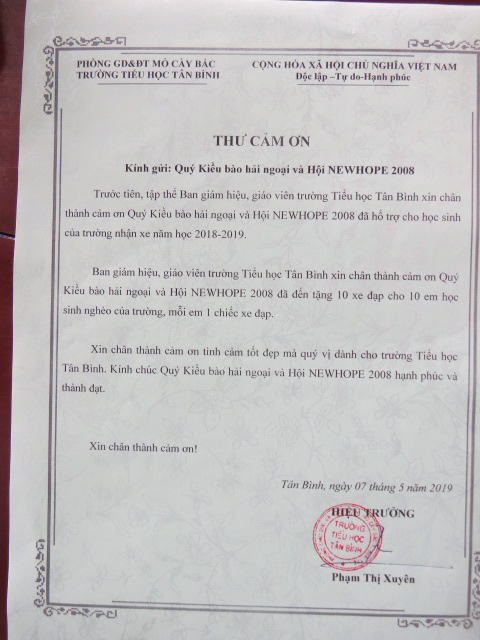 PHÒNG GD&ĐT MỎ CÀY BẮC
TRƯỜNG TIỂU HỌC TÂN BÌNH
CỘNG HÒA XÃ HỘI CHỦ NGHĨA VIỆT NAM
Độc lập –Tự do-Hạnh phúc
THƯ CẢM ƠN
Kính gửi: Quý Kiều bào hải ngoại và Hội NEWHOPE 2008
Trước tiên, tập thể Ban giám hiệu, giáo viên trường Tiểu học Tân Bình xin chân
thành cảm ơn Quý Kiều bào hải ngoại và Hội NEWHOPE 2008 đã hổ trợ cho học sinh
của trường nhận xe năm học 2018-2019.
Ban giám hiệu, giáo viên trường Tiểu học Tân Bình xin chân thành cảm ơn Quý
Kiều bào hải ngoại và Hội NEWHOPE 2008 đã đến tặng 10 xe đạp cho 10 em học
sinh nghèo của trường, mỗi em 1 chiếc xe đạp.
Xin chân thành cảm ơn tình cảm tốt đẹp mà quý vị dành cho trường Tiểu học
Tân Bình. Kính chúc Quý Kiều bào hải ngoại và Hội NEWHOPE 2008 hạnh phúc và
thành đạt.
Xin chân thành cảm ơn!
Tân Bình, ngày 07 tháng 5 năm 2019
HIỆU TRƯỞNG
TRƯỜNG
TIỂU HỌC
TÂN BÌNH
Phạm Thị Xuyên